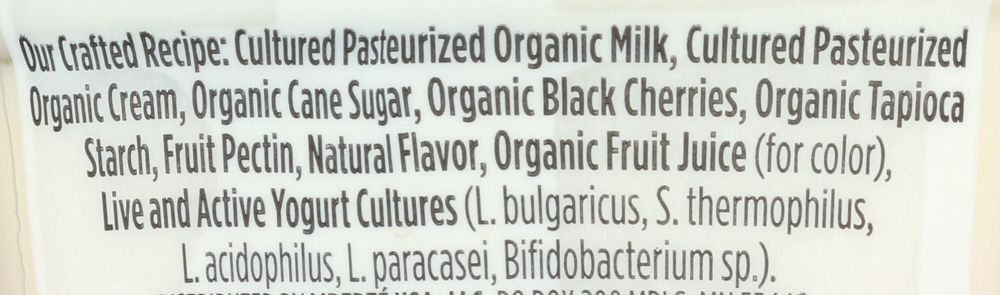 Our Crafted Recipe: Cultured Pasteurized Organic Milk, Cultured Pasteurized
Organic Cream, Organic Cane Sugar, Organic Black Cherries, Organic Tapioca
Starch, Fruit Pectin, Natural Flavor, Organic Fruit Juice (for color),
Live and Active Yogurt Cultures (L. bulgaricus, S. thermophilus,
L. acidophilus, L. paracasei, Bifidobacterium sp.).